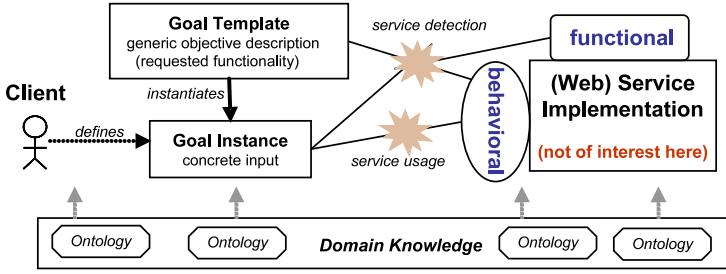 Goal Template
generic objective description
(requested functionality)
service detection
functional
instantiates
Client
defines
Goal Instance
concrete input
service usage
behavioral
(Web) Service
Implementation
(not of interest here)
Ontology
Ontology
Domain Knowledge
Ontology
Ontology